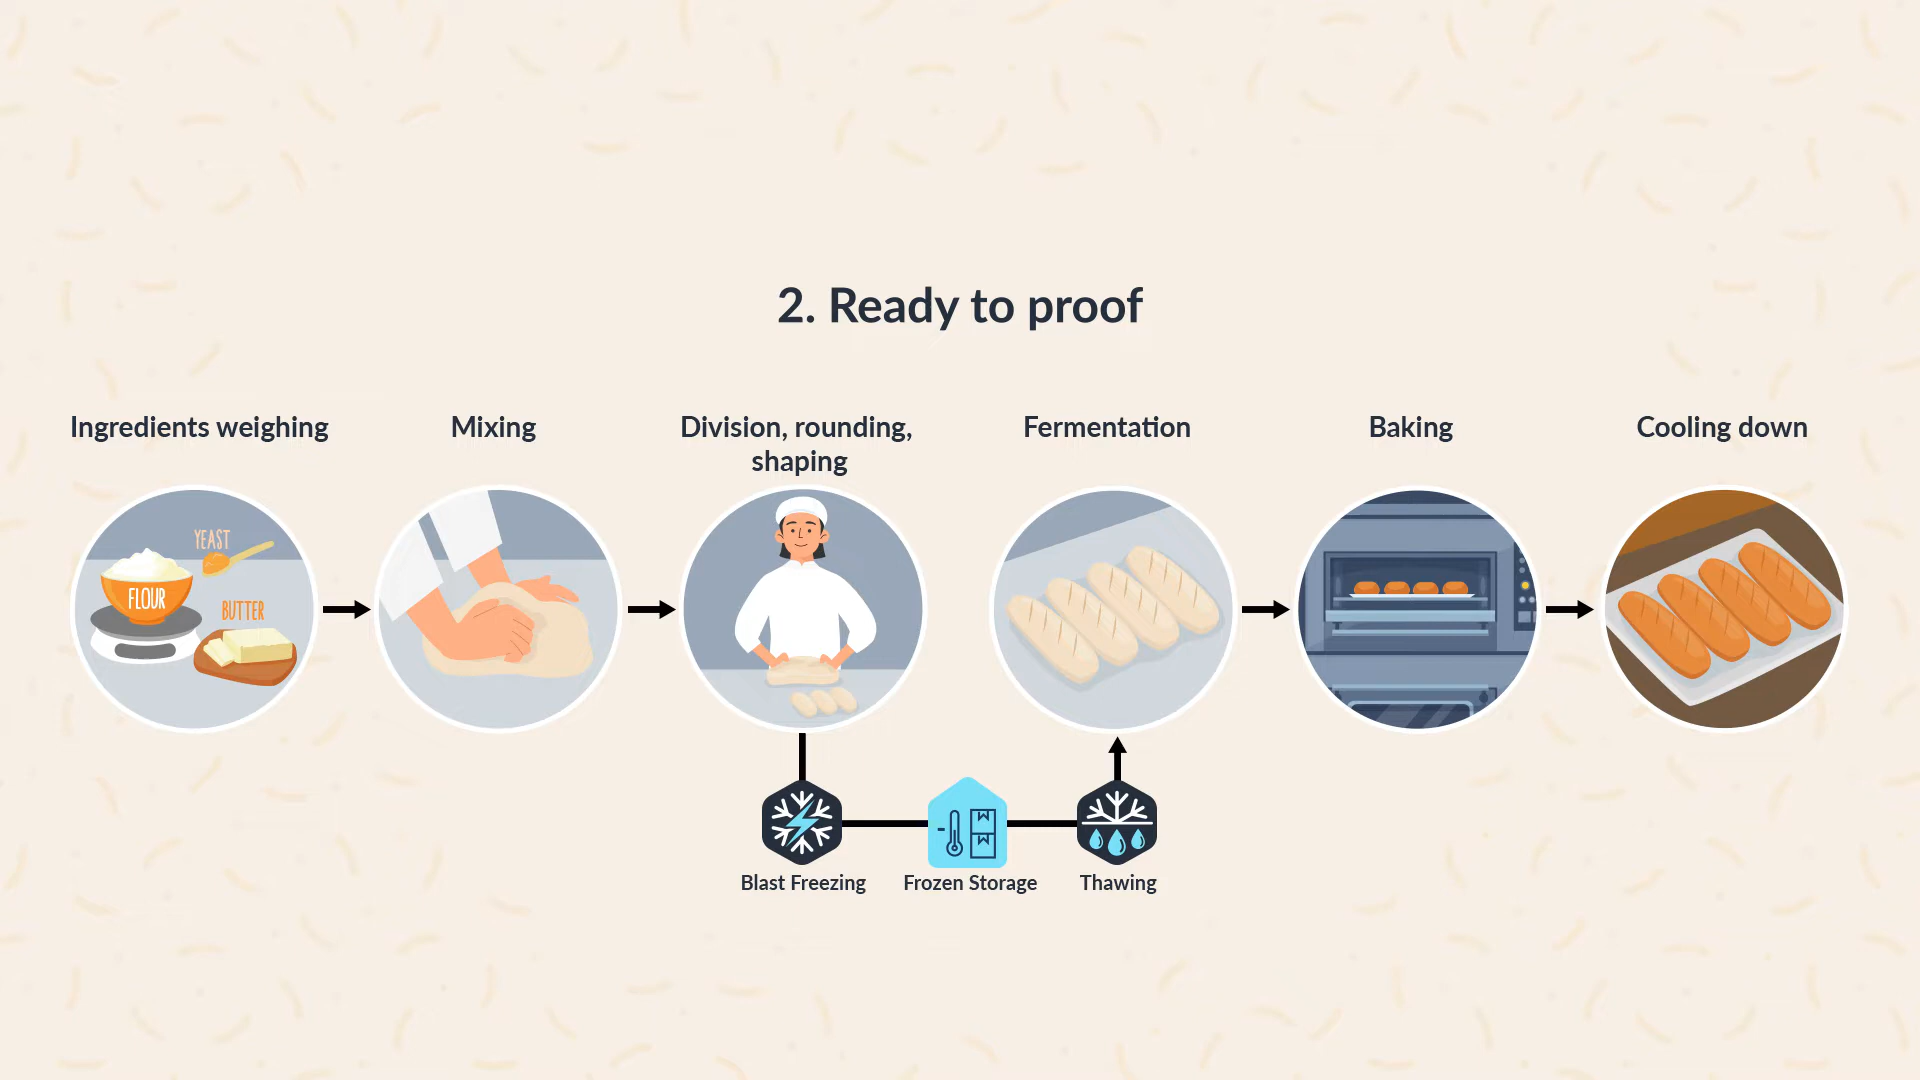 2. Ready to proof
Ingredients weighing
Mixing
Division, rounding,
shaping
Fermentation
Baking
Cooling down
YEAST
FLOUR
BUTTER
Blast Freezing
Frozen Storage
Thawing